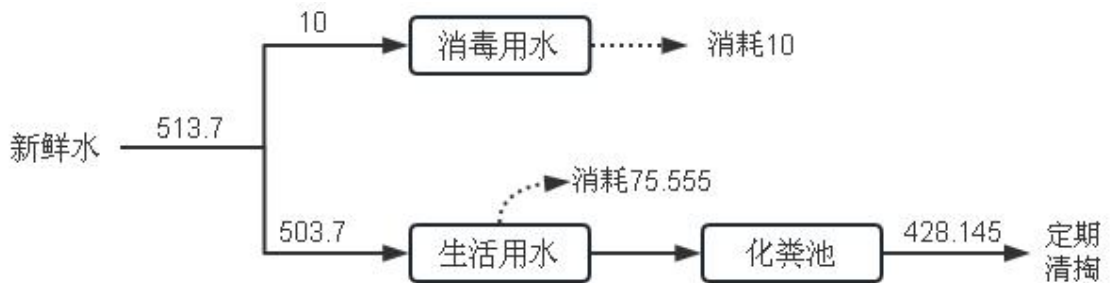 10
消毒用水
消耗10
新鲜水
513.7
消耗75.555
503.7
生活用水
化粪池
428.145
定期
清掏